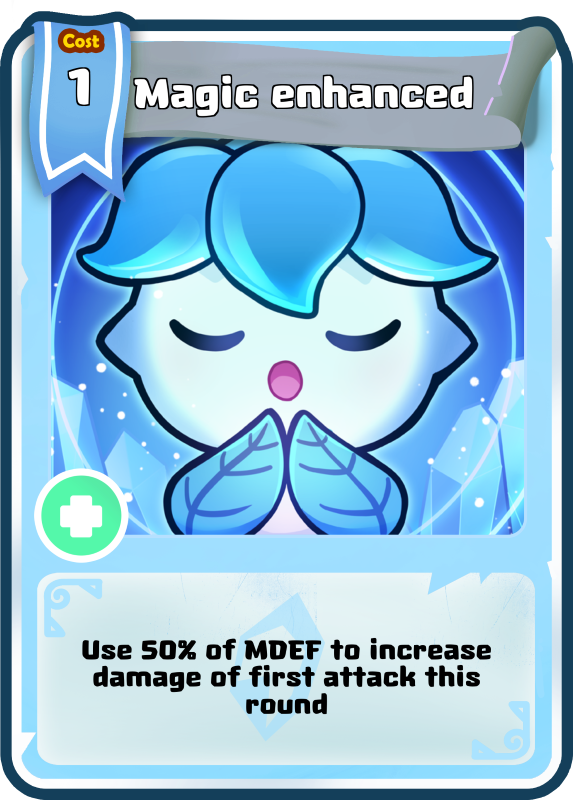 Cost
1
Magic enhanced
Use 50% of MDEF to increase
damage of first attack this
round